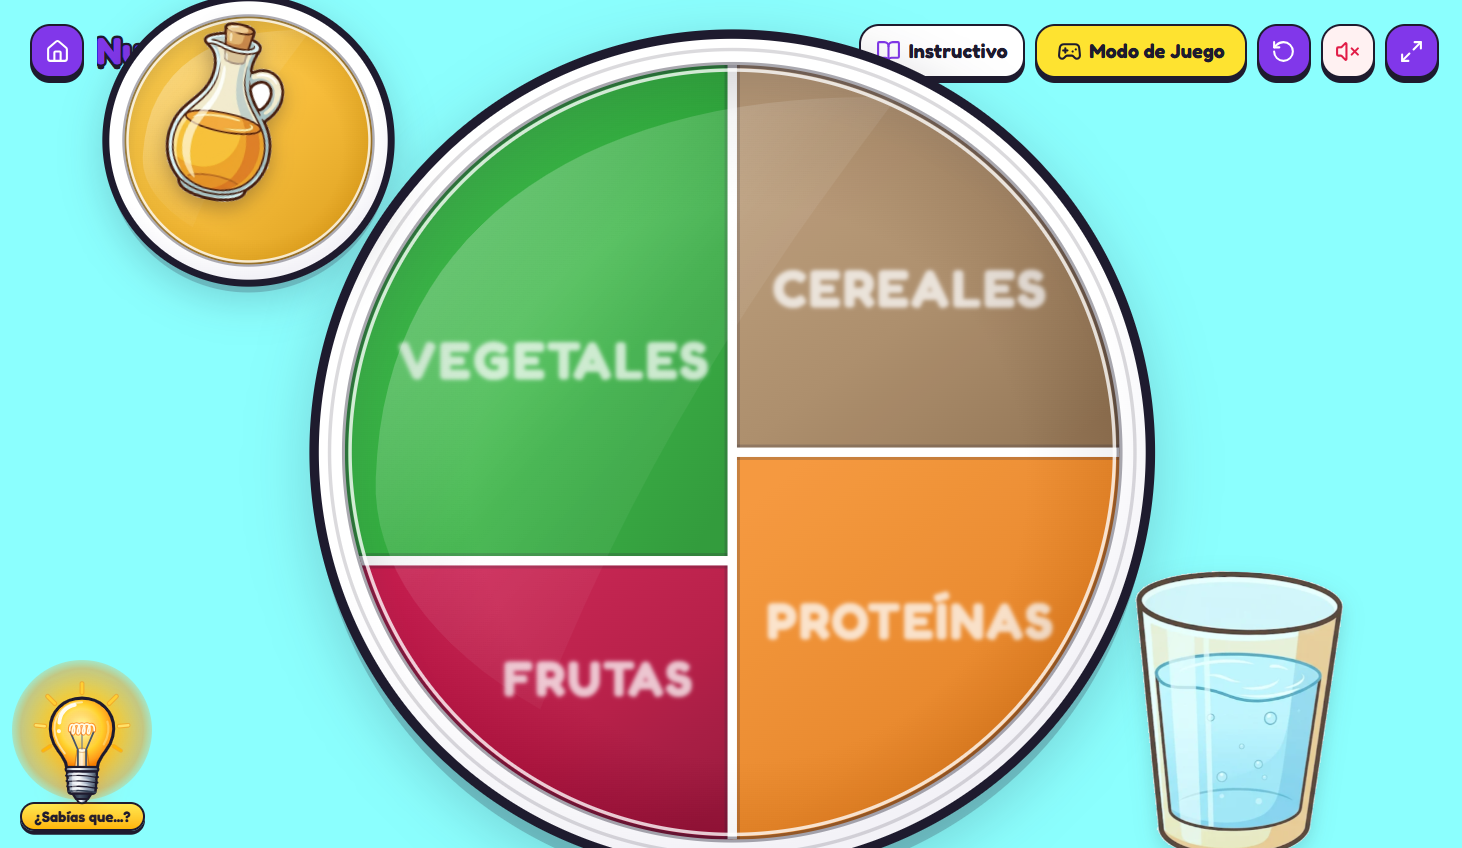 Instructivo
Modo de Juego
CEREALES
VEGETALES
PROTEÍNAS
FRUTAS
¿Sabías que...?